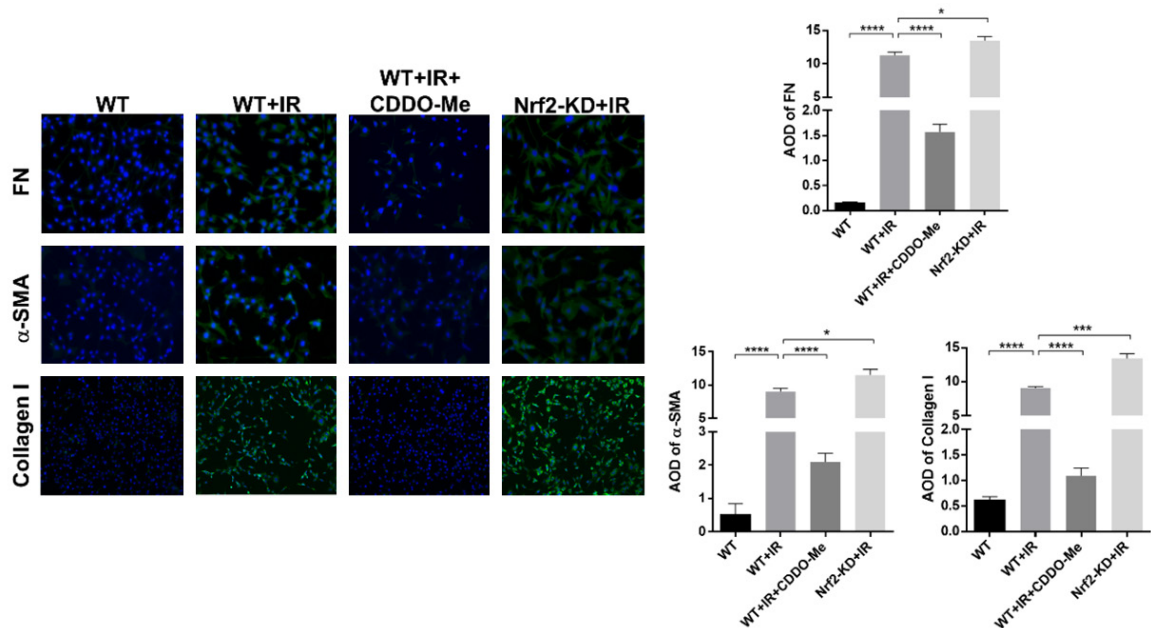 WT
WT+IR
WT+IR+
CDDO-Me
Nrf2-KD+IR
FN
α-SMA
Collagen I
*
**** ****
AOD of FN
15
10
5
2.0
1.5
1.0
0.5
0.0
WT
WT+IR
WT+IR+CDDO-Me
Nrf2-KD+IR
*
**** ****
AOD of α-SMA
15
10
5
3
2
1
0
WT
WT+IR
WT+IR+CDDO-Me
Nrf2-KD+IR
***
**** ****
AOD of Collagen I
15
10
5
2.0
1.5
1.0
0.5
0.0
WT
WT+IR
WT+IR+CDDO-Me
Nrf2-KD+IR